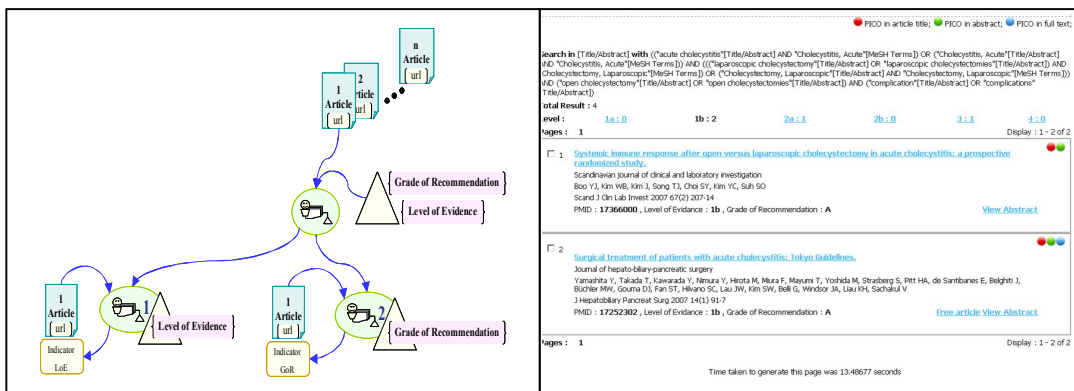 n
Article
url
2
Article
1
Article
url
Grade of Recommendation
Level of Evidence
1
Article
url
1
Level of Evidence
Indicator
LoE
1
Article
url
2
Grade of Recommendation
Indicator
GoR
PICO in article title; PICO in abstract; PICO in full text;
Search in [Title/Abstract] with (("acute cholecystitis"[Title/Abstract] AND "Cholecystitis, Acute"[MeSH Terms]) OR ("Cholecystitis, Acute"[Title/Abstract]
AND "Cholecystitis, Acute"[MeSH Terms])) AND ((("laparoscopic cholecystectomy"[Title/Abstract] OR "laparoscopic cholecystectomies"[Title/Abstract]) AND
"Cholecystectomy, Laparoscopic"[MeSH Terms]) OR ("Cholecystectomy, Laparoscopic"[Title/Abstract] AND "Cholecystectomy, Laparoscopic"[MeSH Terms]))
AND ("open cholecystectomy"[Title/Abstract] OR "open cholecystectomies"[Title/Abstract]) AND ("complication"[Title/Abstract] OR "complications"
[Title/Abstract])
Total Result : 4
Level : 1a : 0 1b : 2 2a : 1 2b : 0 3 : 1 4 : 0
Pages : 1 Display : 1 - 2 of 2
1 Systemic immune response after open versus laparoscopic cholecystectomy in acute cholecystitis: a prospective
randomized study.
Scandinavian journal of clinical and laboratory investigation
Boo YJ, Kim WB, Kim J, Song TJ, Choi SY, Kim YC, Suh SO
Scand J Clin Lab Invest 2007 67(2) 207-14
PMID : 17366000 , Level of Evidence : 1b , Grade of Recommendation : A View Abstract
2
Surgical treatment of patients with acute cholecystitis: Tokyo Guidelines.
Journal of hepato-biliary-pancreatic surgery
Yamashita Y, Takada T, Kawarada Y, Nimura Y, Hirota M, Miura F, Mayumi T, Yoshida M, Strasberg S, Pitt HA, de Santibanes E, Belghiti J,
Büchler MW, Gouma DJ, Fan ST, Hilvano SC, Lau JW, Kim SW, Belli G, Windsor JA, Liau KH, Sachakul V
J Hepatobiliary Pancreat Surg 2007 14(1) 91-7
PMID : 17252302 , Level of Evidence : 1b , Grade of Recommendation : A Free article View Abstract
Pages : 1 Display : 1 - 2 of 2
Time taken to generate this page was 13.48677 seconds